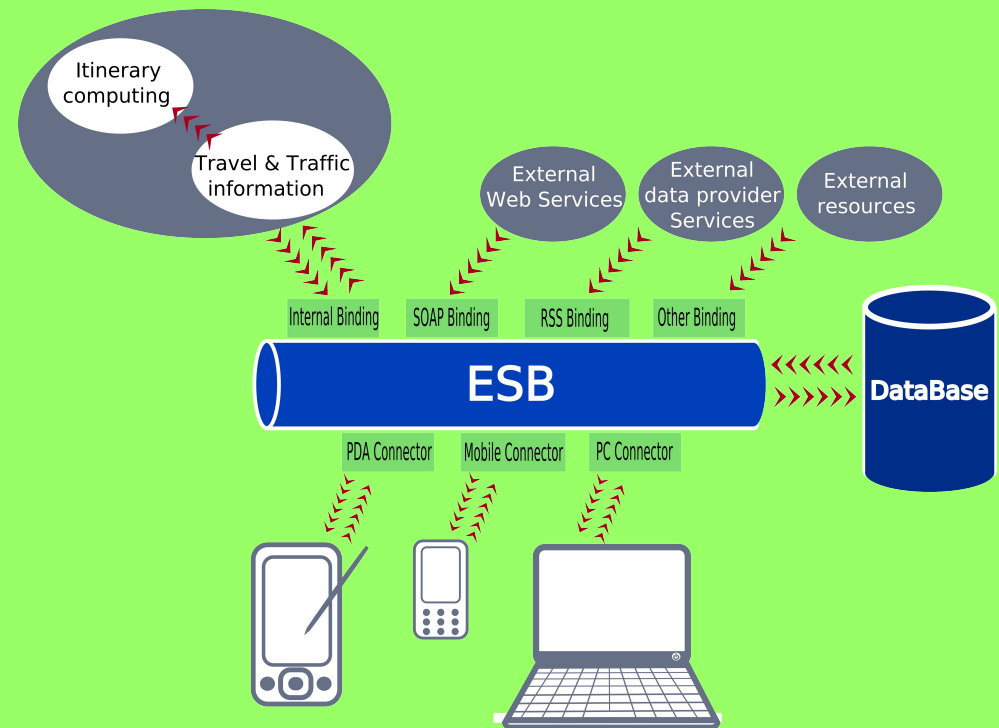 Itinerary
computing
Travel & Traffic
information
External
Web Services
External
data provider
Services
External
resources
Internal Binding
SOAP Binding
RSS Binding
Other Binding
ESB
DataBase
PDA Connector
Mobile Connector
PC Connector